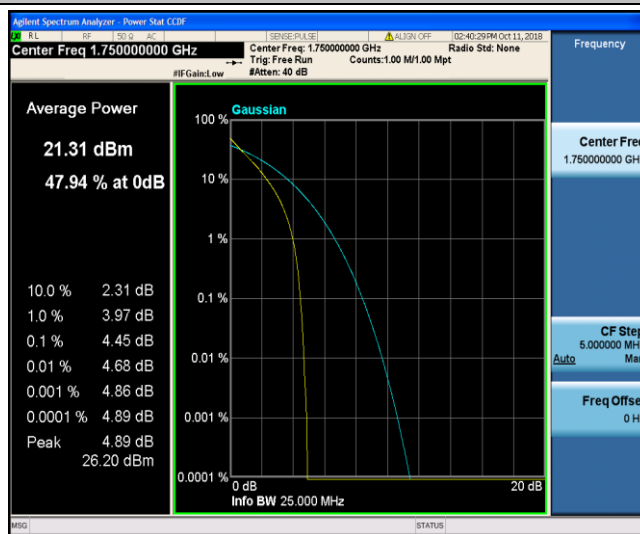 Agilent Spectrum Analyzer - Power Stat CCDF
RL RF 50 Ω AC SENSE:PULSE ALIGN OFF 02:40:29 PM Oct 11, 2018
Center Freq 1.750000000 GHz
Center Freq: 1.750000000 GHz Radio Std: None
Trig: Free Run Counts:1.00 M/1.00 Mpt
#IFGain:Low #Atten: 40 dB
Frequency
Average Power
21.31 dBm
47.94 % at 0dB
10.0 % 2.31 dB
1.0 % 3.97 dB
0.1 % 4.45 dB
0.01 % 4.68 dB
0.001 % 4.86 dB
0.0001 % 4.89 dB
Peak 4.89 dB
26.20 dBm
Gaussian
100 %
10 %
1 %
0.1 %
0.01 %
0.001 %
0.0001 %
0 dB 20 dB
Info BW 25.000 MHz
Center Freq
1.750000000 GH
CF Step
5.000000 MH
Auto Ma
Freq Offse
0 H
MSG STATUS